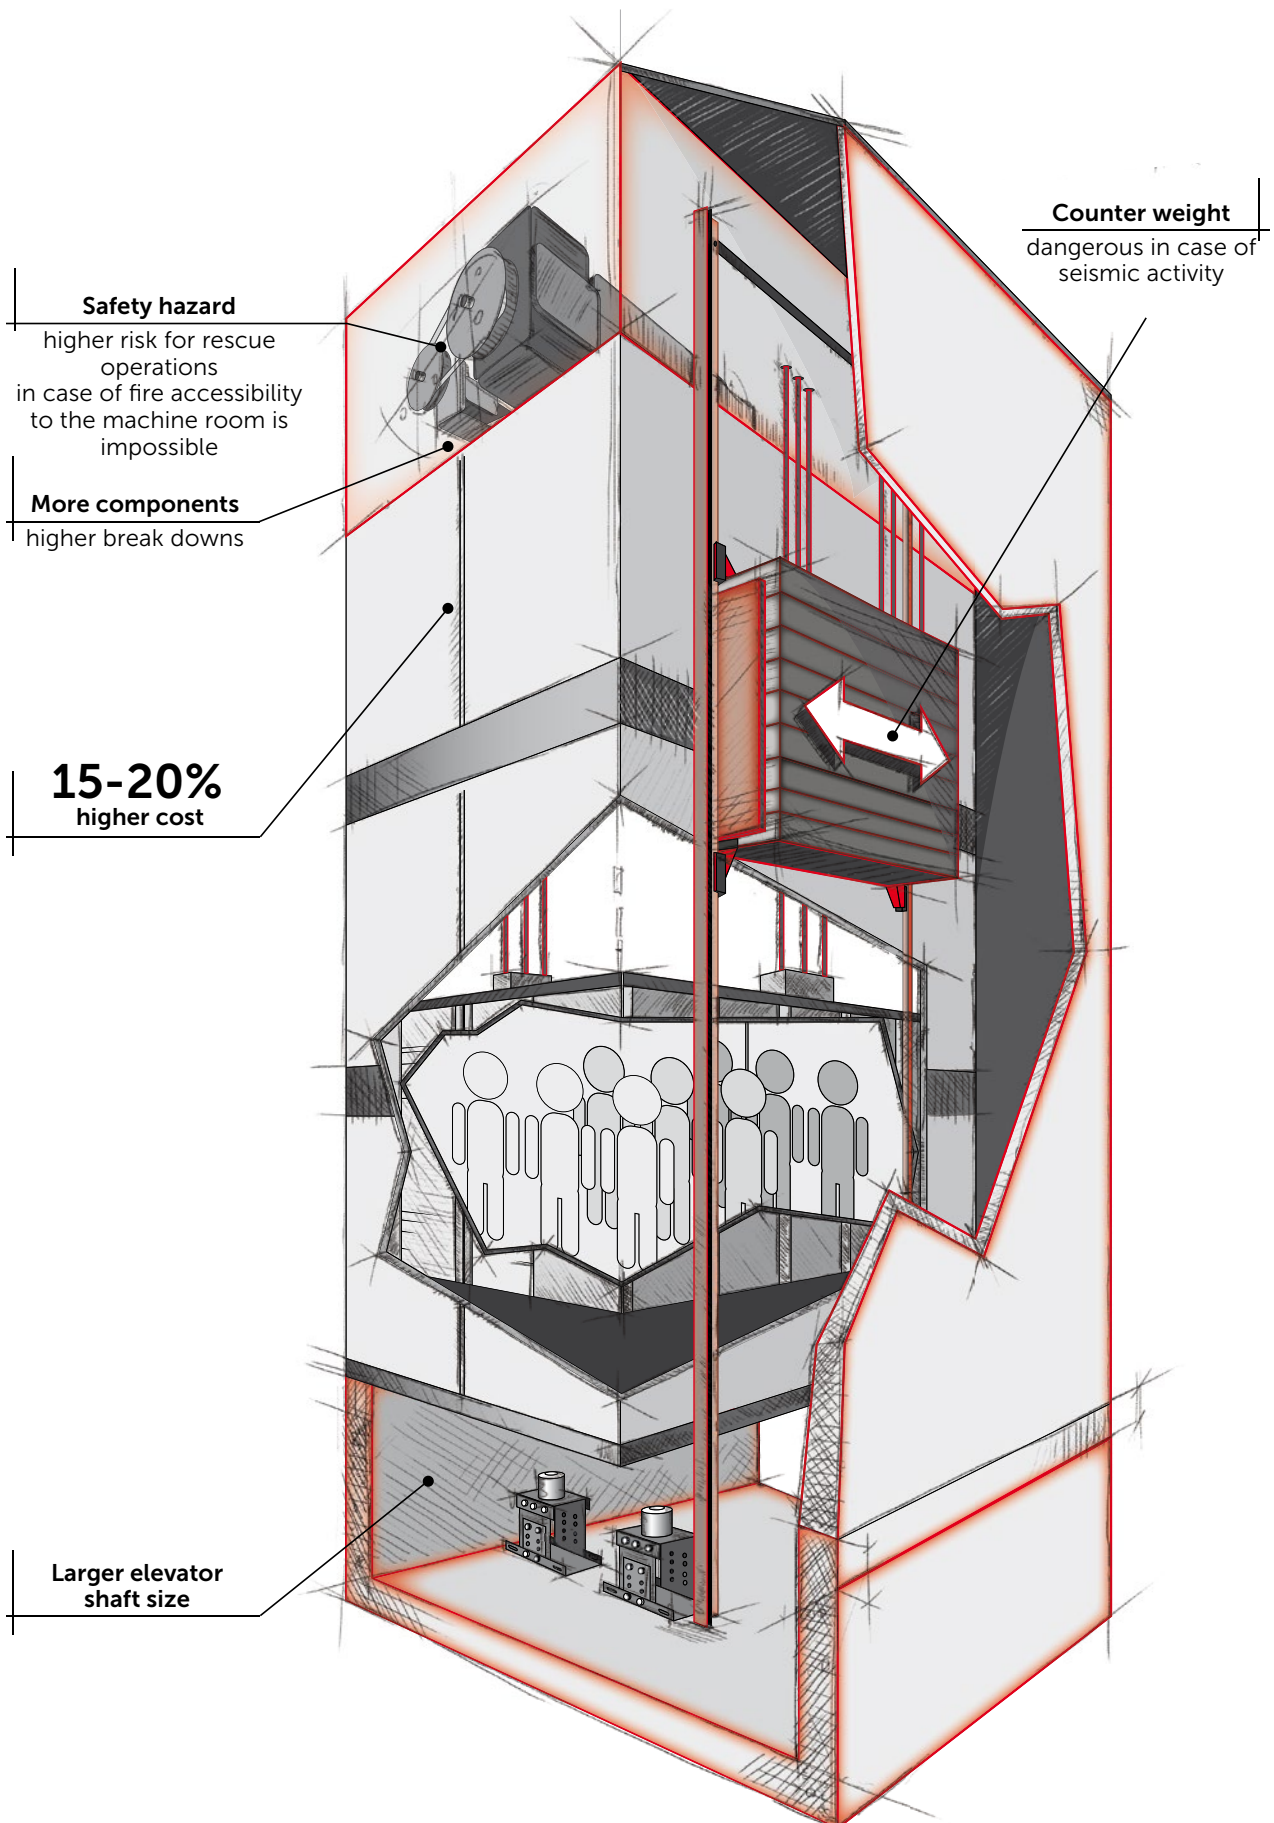 Counter weight
dangerous in case of
seismic activity
Safety hazard
higher risk for rescue
operations
in case of fire accessibility
to the machine room is
impossible
More components
higher break downs
15-20%
higher cost
Larger elevator
shaft size